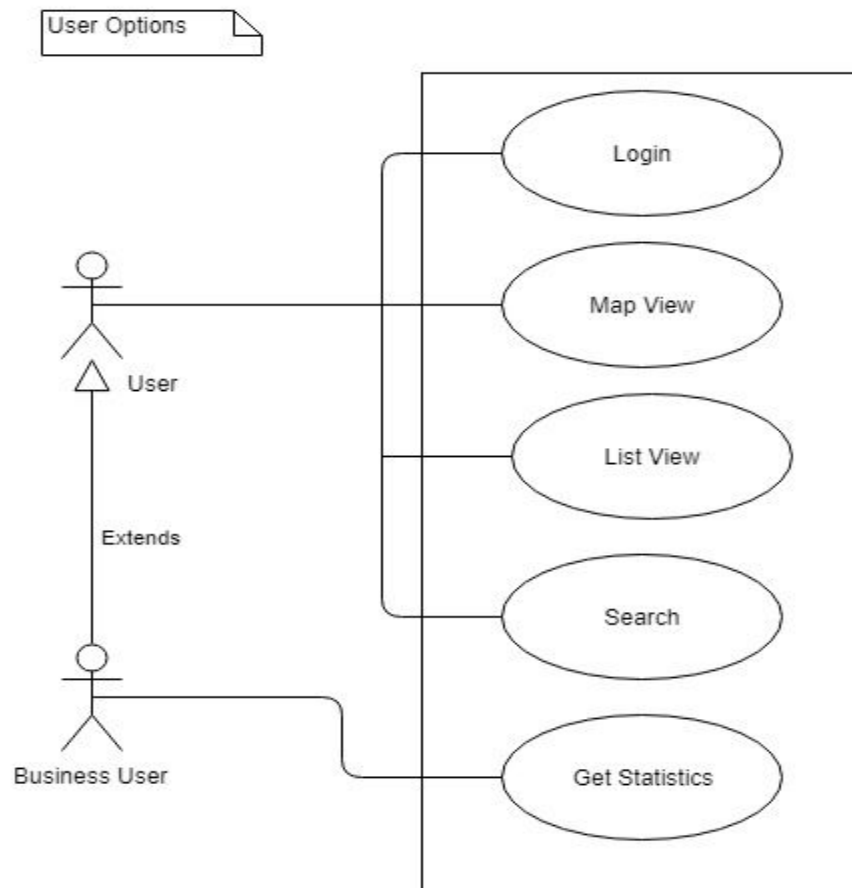 User Options
Login
Map View
User
List View
Extends
Search
Business User
Get Statistics